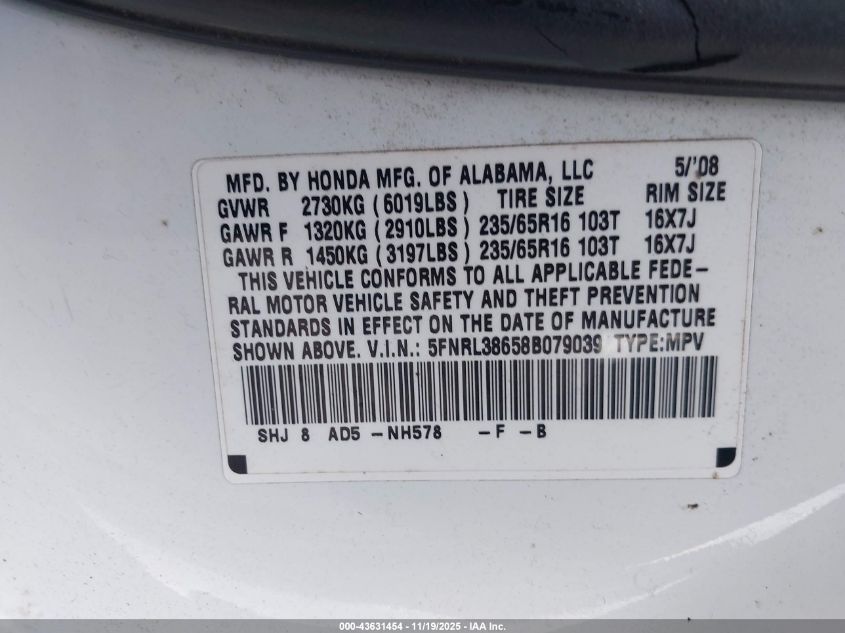 MFD. BY HONDA MFG. OF ALABAMA, LLC 5/'08
GVWR 2730KG ( 6019LBS ) TIRE SIZE RIM SIZE
GAWR F 1320KG ( 2910LBS ) 235/65R16 103T 16X7J
GAWR R 1450KG ( 3197LBS ) 235/65R16 103T 16X7J
THIS VEHICLE CONFORMS TO ALL APPLICABLE FEDE-
RAL MOTOR VEHICLE SAFETY AND THEFT PREVENTION
STANDARDS IN EFFECT ON THE DATE OF MANUFACTURE
SHOWN ABOVE. V.I.N.: 5FNRL38658B079039 TYPE:MPV
SHJ 8 AD5 -NH578 -F -B
000-43631454 - 11/19/2025 - IAA Inc.